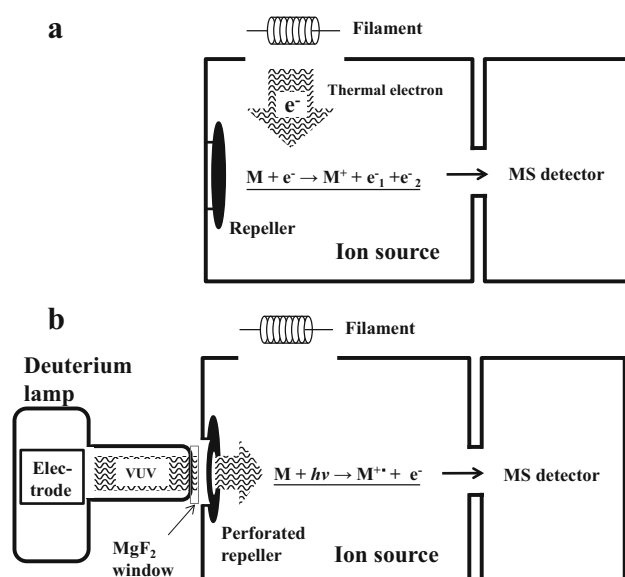 a
Filament
Thermal electron
e⁻
M + e⁻ → M⁺ + e⁻₁ +e⁻₂
MS detector
Repeller
Ion source
b
Filament
Deuterium
lamp
Elec-
trode
VUV
M + hν → M⁺• + e⁻
MS detector
MgF₂
window
Perforated
repeller
Ion source